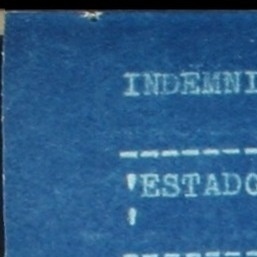 INDEMNI
'ESTADO
'